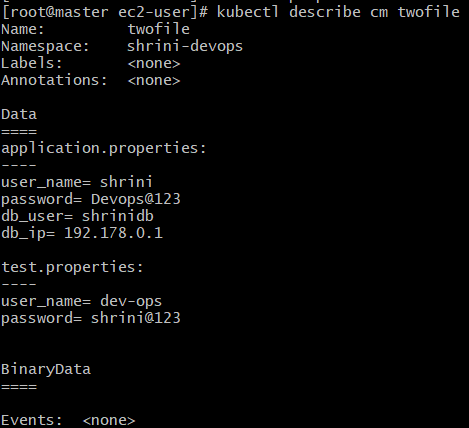 [root@master ec2-user]# kubectl describe cm twofile
Name:         twofile
Namespace:    shrini-devops
Labels:       <none>
Annotations:  <none>

Data
====
application.properties:
----
user_name= shrini
password= Devops@123
db_user= shrinidb
db_ip= 192.178.0.1

test.properties:
----
user_name= dev-ops
password= shrini@123


BinaryData
====

Events:  <none>